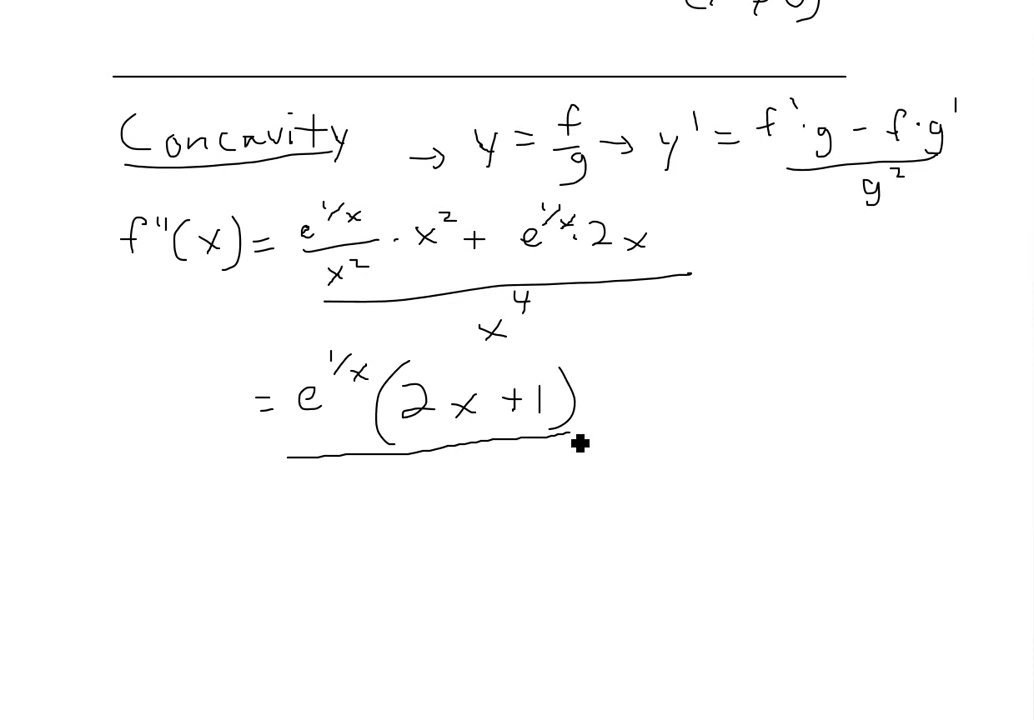 Concavity → y = f/g → y' = (f'·g - f·g')/g²
f''(x) = (e^(1/x)/x² · x² + e^(1/x)·2x)/x⁴
= e^(1/x)(2x+1)